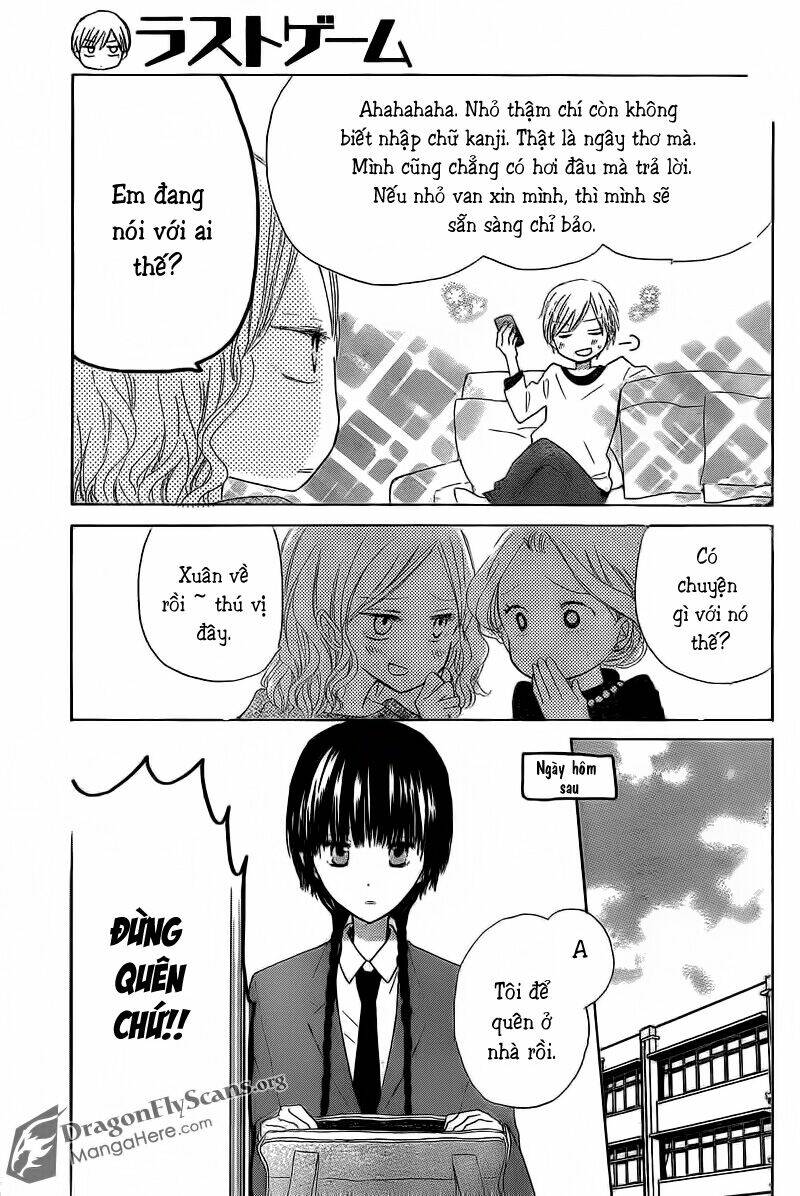 ラストゲーム
Ahahahaha. Nhỏ thậm chí còn không
biết nhập chữ kanji. Thật là ngây thơ mà.
Mình cũng chẳng có hơi đâu mà trả lời.
Nếu nhỏ van xin mình, thì mình sẽ
sẵn sàng chỉ bảo.
Em đang
nói với ai
thế?
Có
chuyện
gì với nó
thế?
Xuân về
rồi ~ thú vị
đây.
Ngày hôm
sau
A
Tôi để
quên ở
nhà rồi.
ĐỪNG
QUÊN
CHỨ!!
DragonFlyScans.org
MangaHere.com